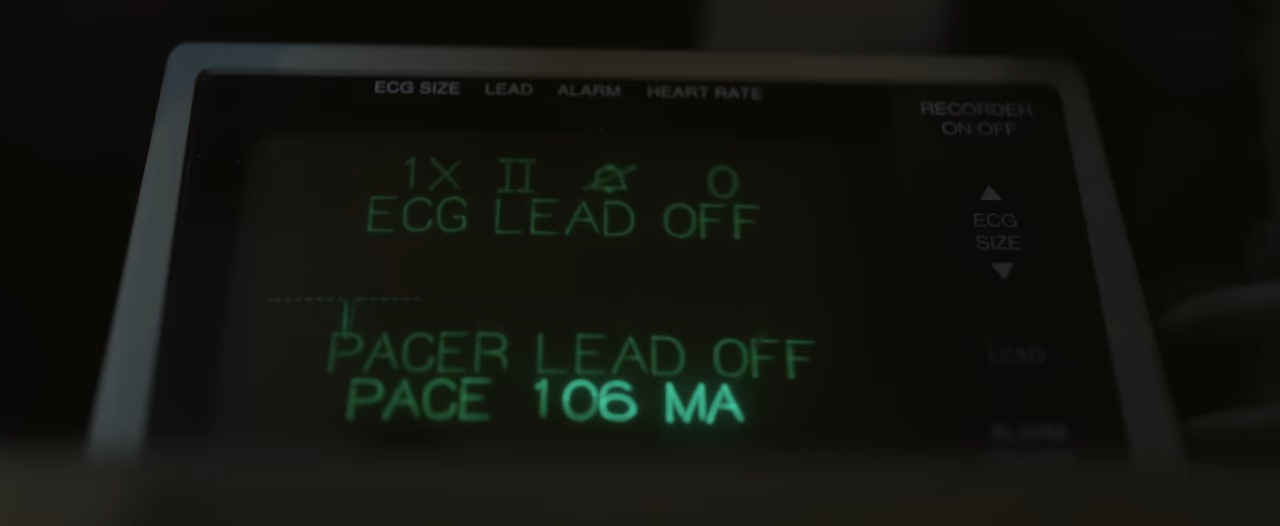 ECG SIZE LEAD ALARM HEART RATE
RECORDER
ON·OFF
1X II 0
ECG LEAD OFF
ECG
SIZE
PACER LEAD OFF
LEAD
PACE 106 MA